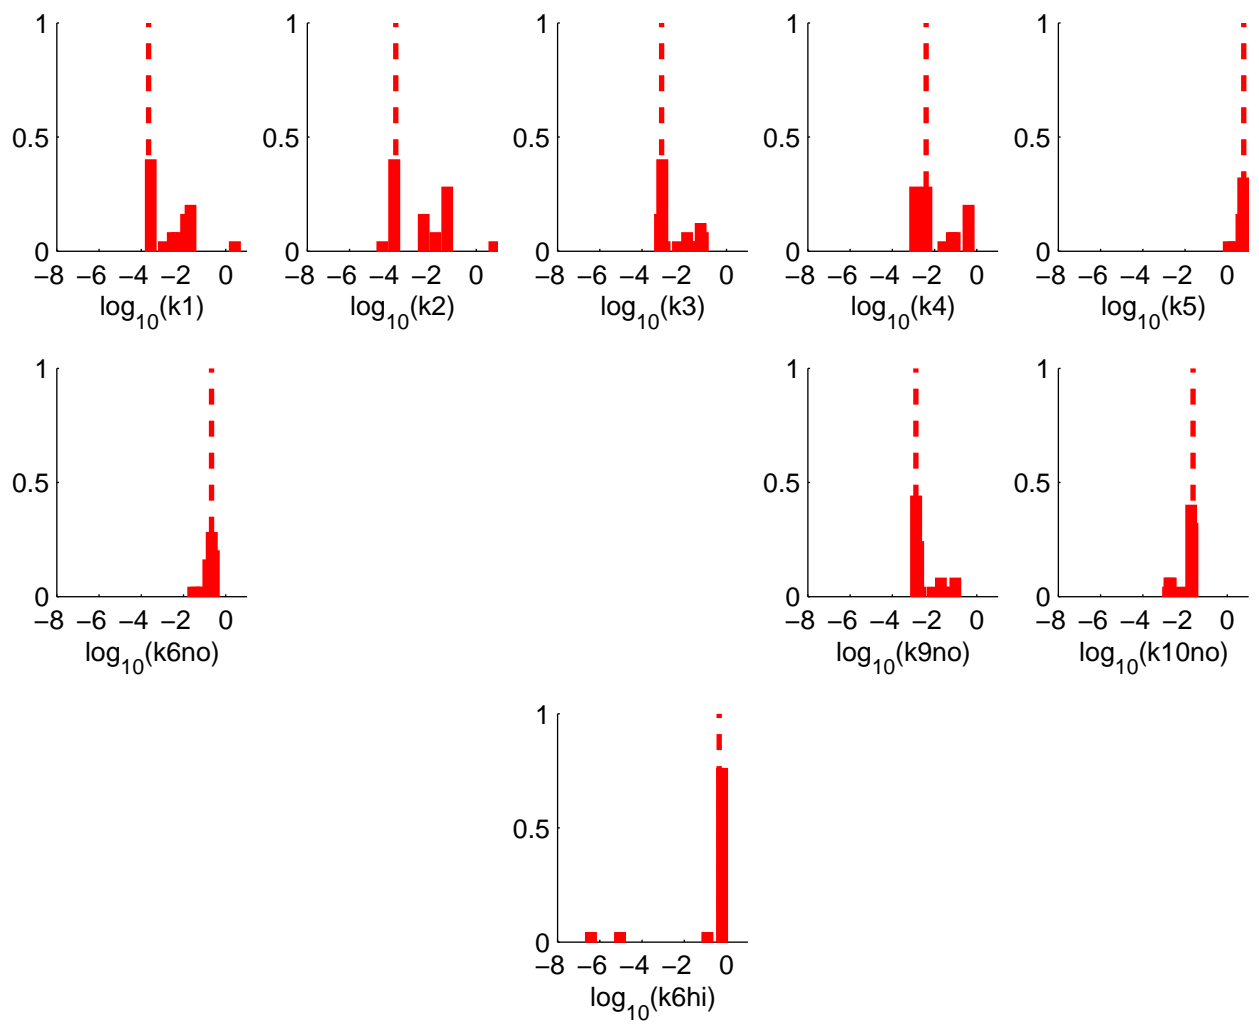 1 1 1 1 1
0.5 0.5 0.5 0.5 0.5
0 0 0 0 0
−8 −6 −4 −2 0 −8 −6 −4 −2 0 −8 −6 −4 −2 0 −8 −6 −4 −2 0 −8 −6 −4 −2 0
log10(k1) log10(k2) log10(k3) log10(k4) log10(k5)
1 1 1
0.5 0.5 0.5
0 0 0
−8 −6 −4 −2 0 −8 −6 −4 −2 0 −8 −6 −4 −2 0
log10(k6no) log10(k9no) log10(k10no)
1
0.5
0
−8 −6 −4 −2 0
log10(k6hi)